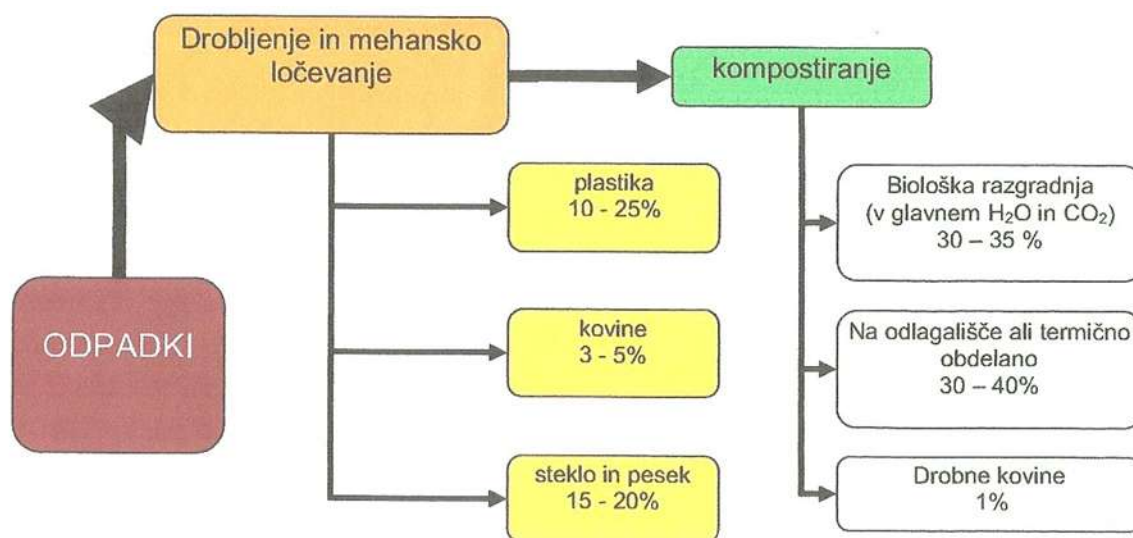 Drobljenje in mehansko
ločevanje
kompostiranje
plastika
10 - 25%
Biološka razgradnja
(v glavnem H₂O in CO₂)
30 – 35 %
ODPADKI
kovine
3 - 5%
Na odlagališče ali termično
obdelano
30 – 40%
steklo in pesek
15 - 20%
Drobne kovine
1%